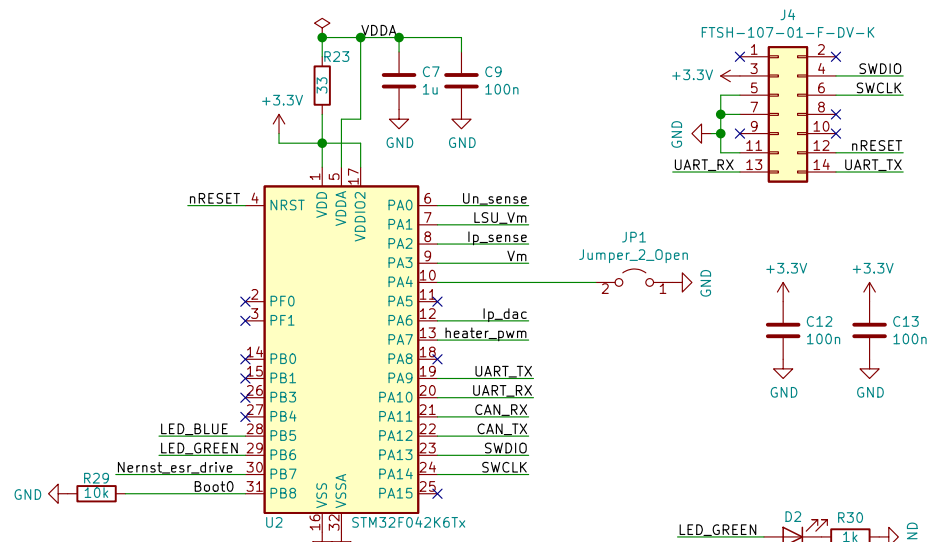 VDDA
R23
33
C7
1u
C9
100n
+3.3V
GND
GND
J4
FTSH-107-01-F-DV-K
1
2
+3.3V
3
4
SWDIO
5
6
SWCLK
7
8
GND
9
10
11
12
nRESET
UART_RX
13
14
UART_TX
1
5
17
VDD
VDDA
VDDIO2
nRESET
4
NRST
PA0
6
Un_sense
PA1
7
LSU_Vm
PA2
8
Ip_sense
PA3
9
Vm
PA4
10
JP1
Jumper_2_Open
2
1
GND
2
PF0
PA5
11
3
PF1
PA6
12
Ip_dac
PA7
13
heater_pwm
14
PB0
PA8
18
15
PB1
PA9
19
UART_TX
26
PB3
PA10
20
UART_RX
27
PB4
PA11
21
CAN_RX
LED_BLUE
28
PB5
PA12
22
CAN_TX
LED_GREEN
29
PB6
PA13
23
SWDIO
Nernst_esr_drive
30
PB7
PA14
24
SWCLK
GND
R29
10k
Boot0
31
PB8
PA15
25
VSS
VSSA
16
32
U2
STM32F042K6Tx
+3.3V
C12
100n
GND
+3.3V
C13
100n
GND
LED_GREEN
D2
R30
1k
ND